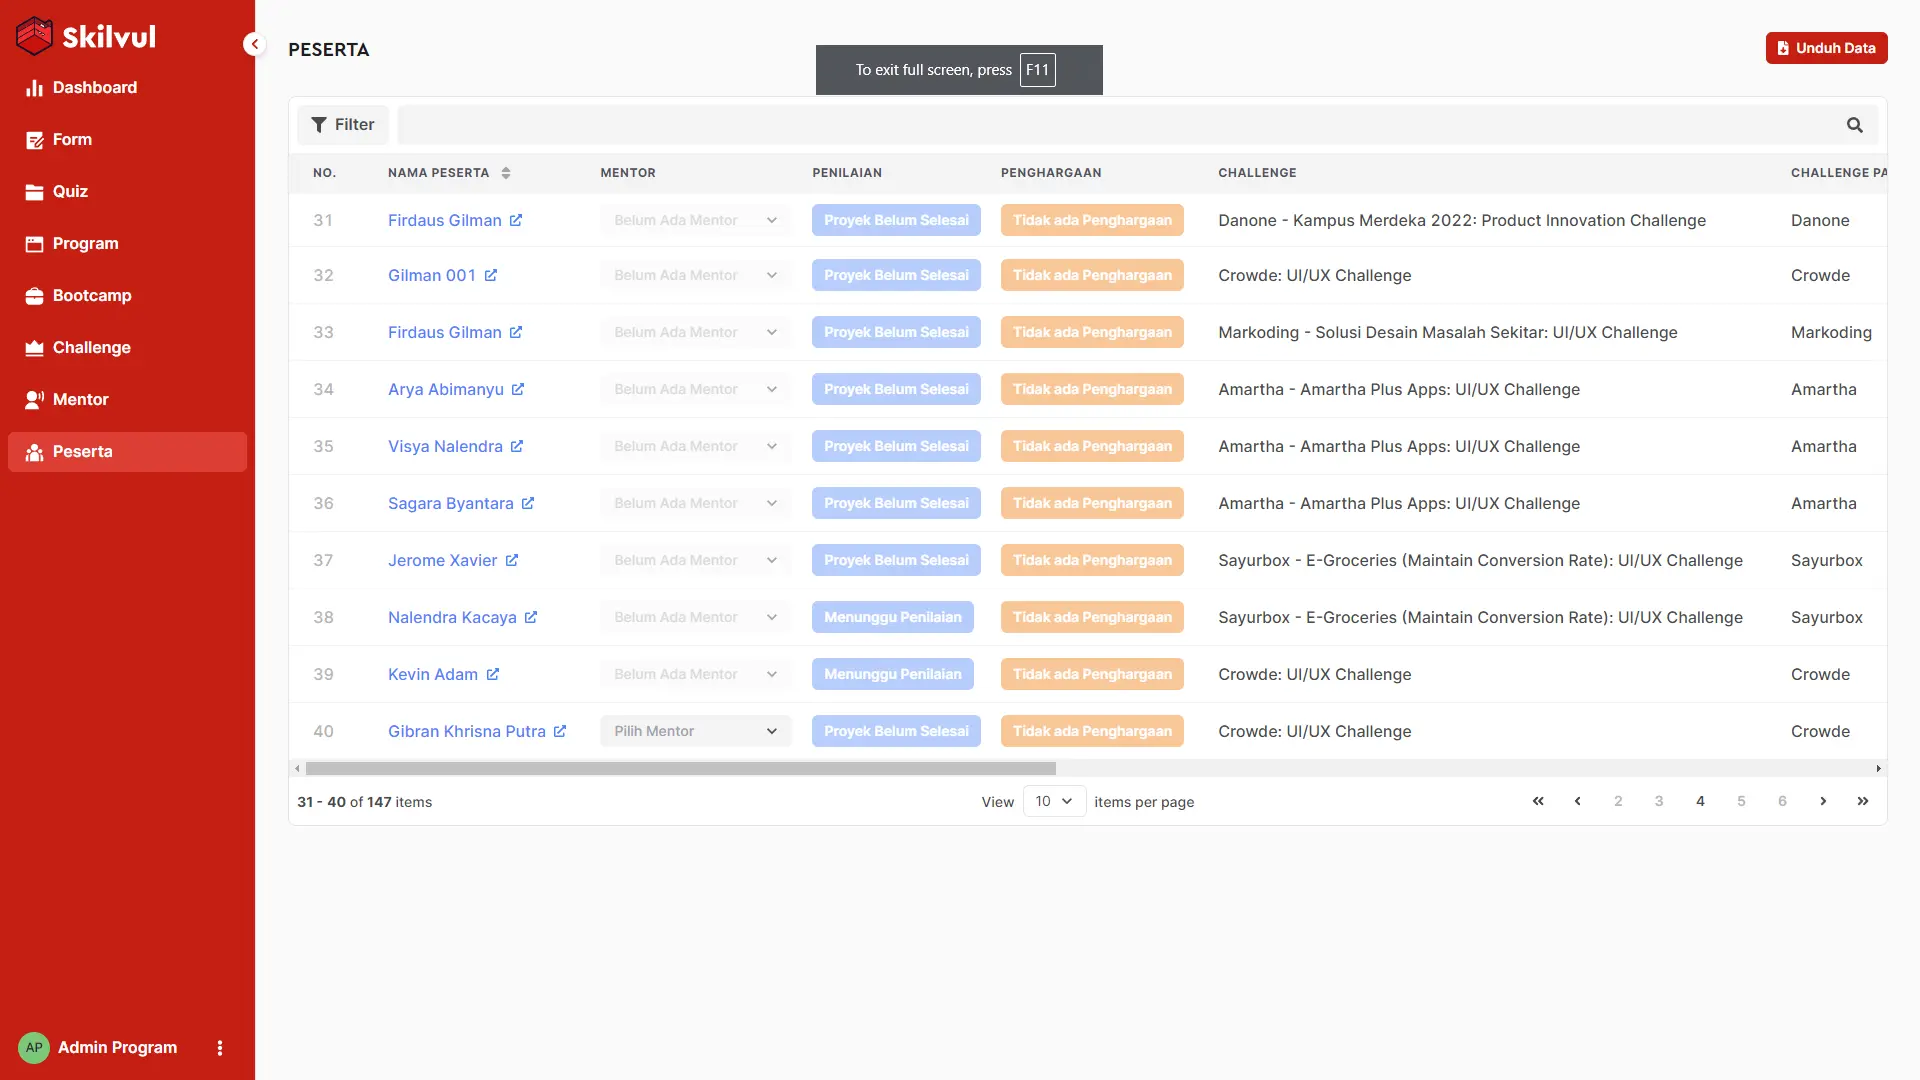 Skilvul
Dashboard
Form
Quiz
Program
Bootcamp
Challenge
Mentor
Peserta
AP Admin Program
PESERTA
To exit full screen, press F11
Unduh Data
Filter
NO. NAMA PESERTA MENTOR PENILAIAN PENGHARGAAN CHALLENGE CHALLENGE PA
31 Firdaus Gilman Belum Ada Mentor Proyek Belum Selesai Tidak ada Penghargaan Danone - Kampus Merdeka 2022: Product Innovation Challenge Danone
32 Gilman 001 Belum Ada Mentor Proyek Belum Selesai Tidak ada Penghargaan Crowde: UI/UX Challenge Crowde
33 Firdaus Gilman Belum Ada Mentor Proyek Belum Selesai Tidak ada Penghargaan Markoding - Solusi Desain Masalah Sekitar: UI/UX Challenge Markoding
34 Arya Abimanyu Belum Ada Mentor Proyek Belum Selesai Tidak ada Penghargaan Amartha - Amartha Plus Apps: UI/UX Challenge Amartha
35 Visya Nalendra Belum Ada Mentor Proyek Belum Selesai Tidak ada Penghargaan Amartha - Amartha Plus Apps: UI/UX Challenge Amartha
36 Sagara Byantara Belum Ada Mentor Proyek Belum Selesai Tidak ada Penghargaan Amartha - Amartha Plus Apps: UI/UX Challenge Amartha
37 Jerome Xavier Belum Ada Mentor Proyek Belum Selesai Tidak ada Penghargaan Sayurbox - E-Groceries (Maintain Conversion Rate): UI/UX Challenge Sayurbox
38 Nalendra Kacaya Belum Ada Mentor Menunggu Penilaian Tidak ada Penghargaan Sayurbox - E-Groceries (Maintain Conversion Rate): UI/UX Challenge Sayurbox
39 Kevin Adam Belum Ada Mentor Menunggu Penilaian Tidak ada Penghargaan Crowde: UI/UX Challenge Crowde
40 Gibran Khrisna Putra Pilih Mentor Proyek Belum Selesai Tidak ada Penghargaan Crowde: UI/UX Challenge Crowde
31 - 40 of 147 items View 10 items per page « ‹ 2 3 4 5 6 › »